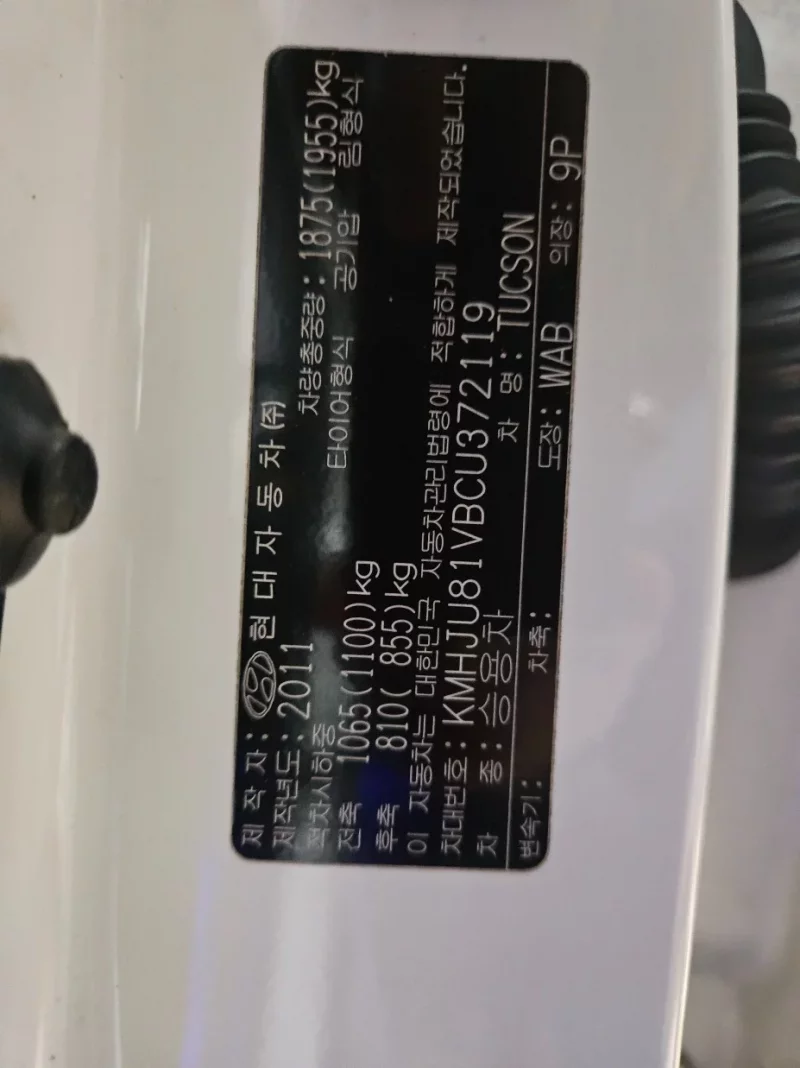 제 작 자: 현 대 자 동 차 (주)
제작년도: 2011 차량총중량: 1875(1955)kg
적차시하중 타이어형식 공기압 림형식
전축 1065(1100)kg
후축 810( 855)kg
이 자동차는 대한민국 자동차관리법령에 적합하게 제작되었습니다.
차대번호: KMHJU81VBCU372119
차 종: 승용차 차 명: TUCSON
변속기: 차축: 도장: WAB 의장: 9P